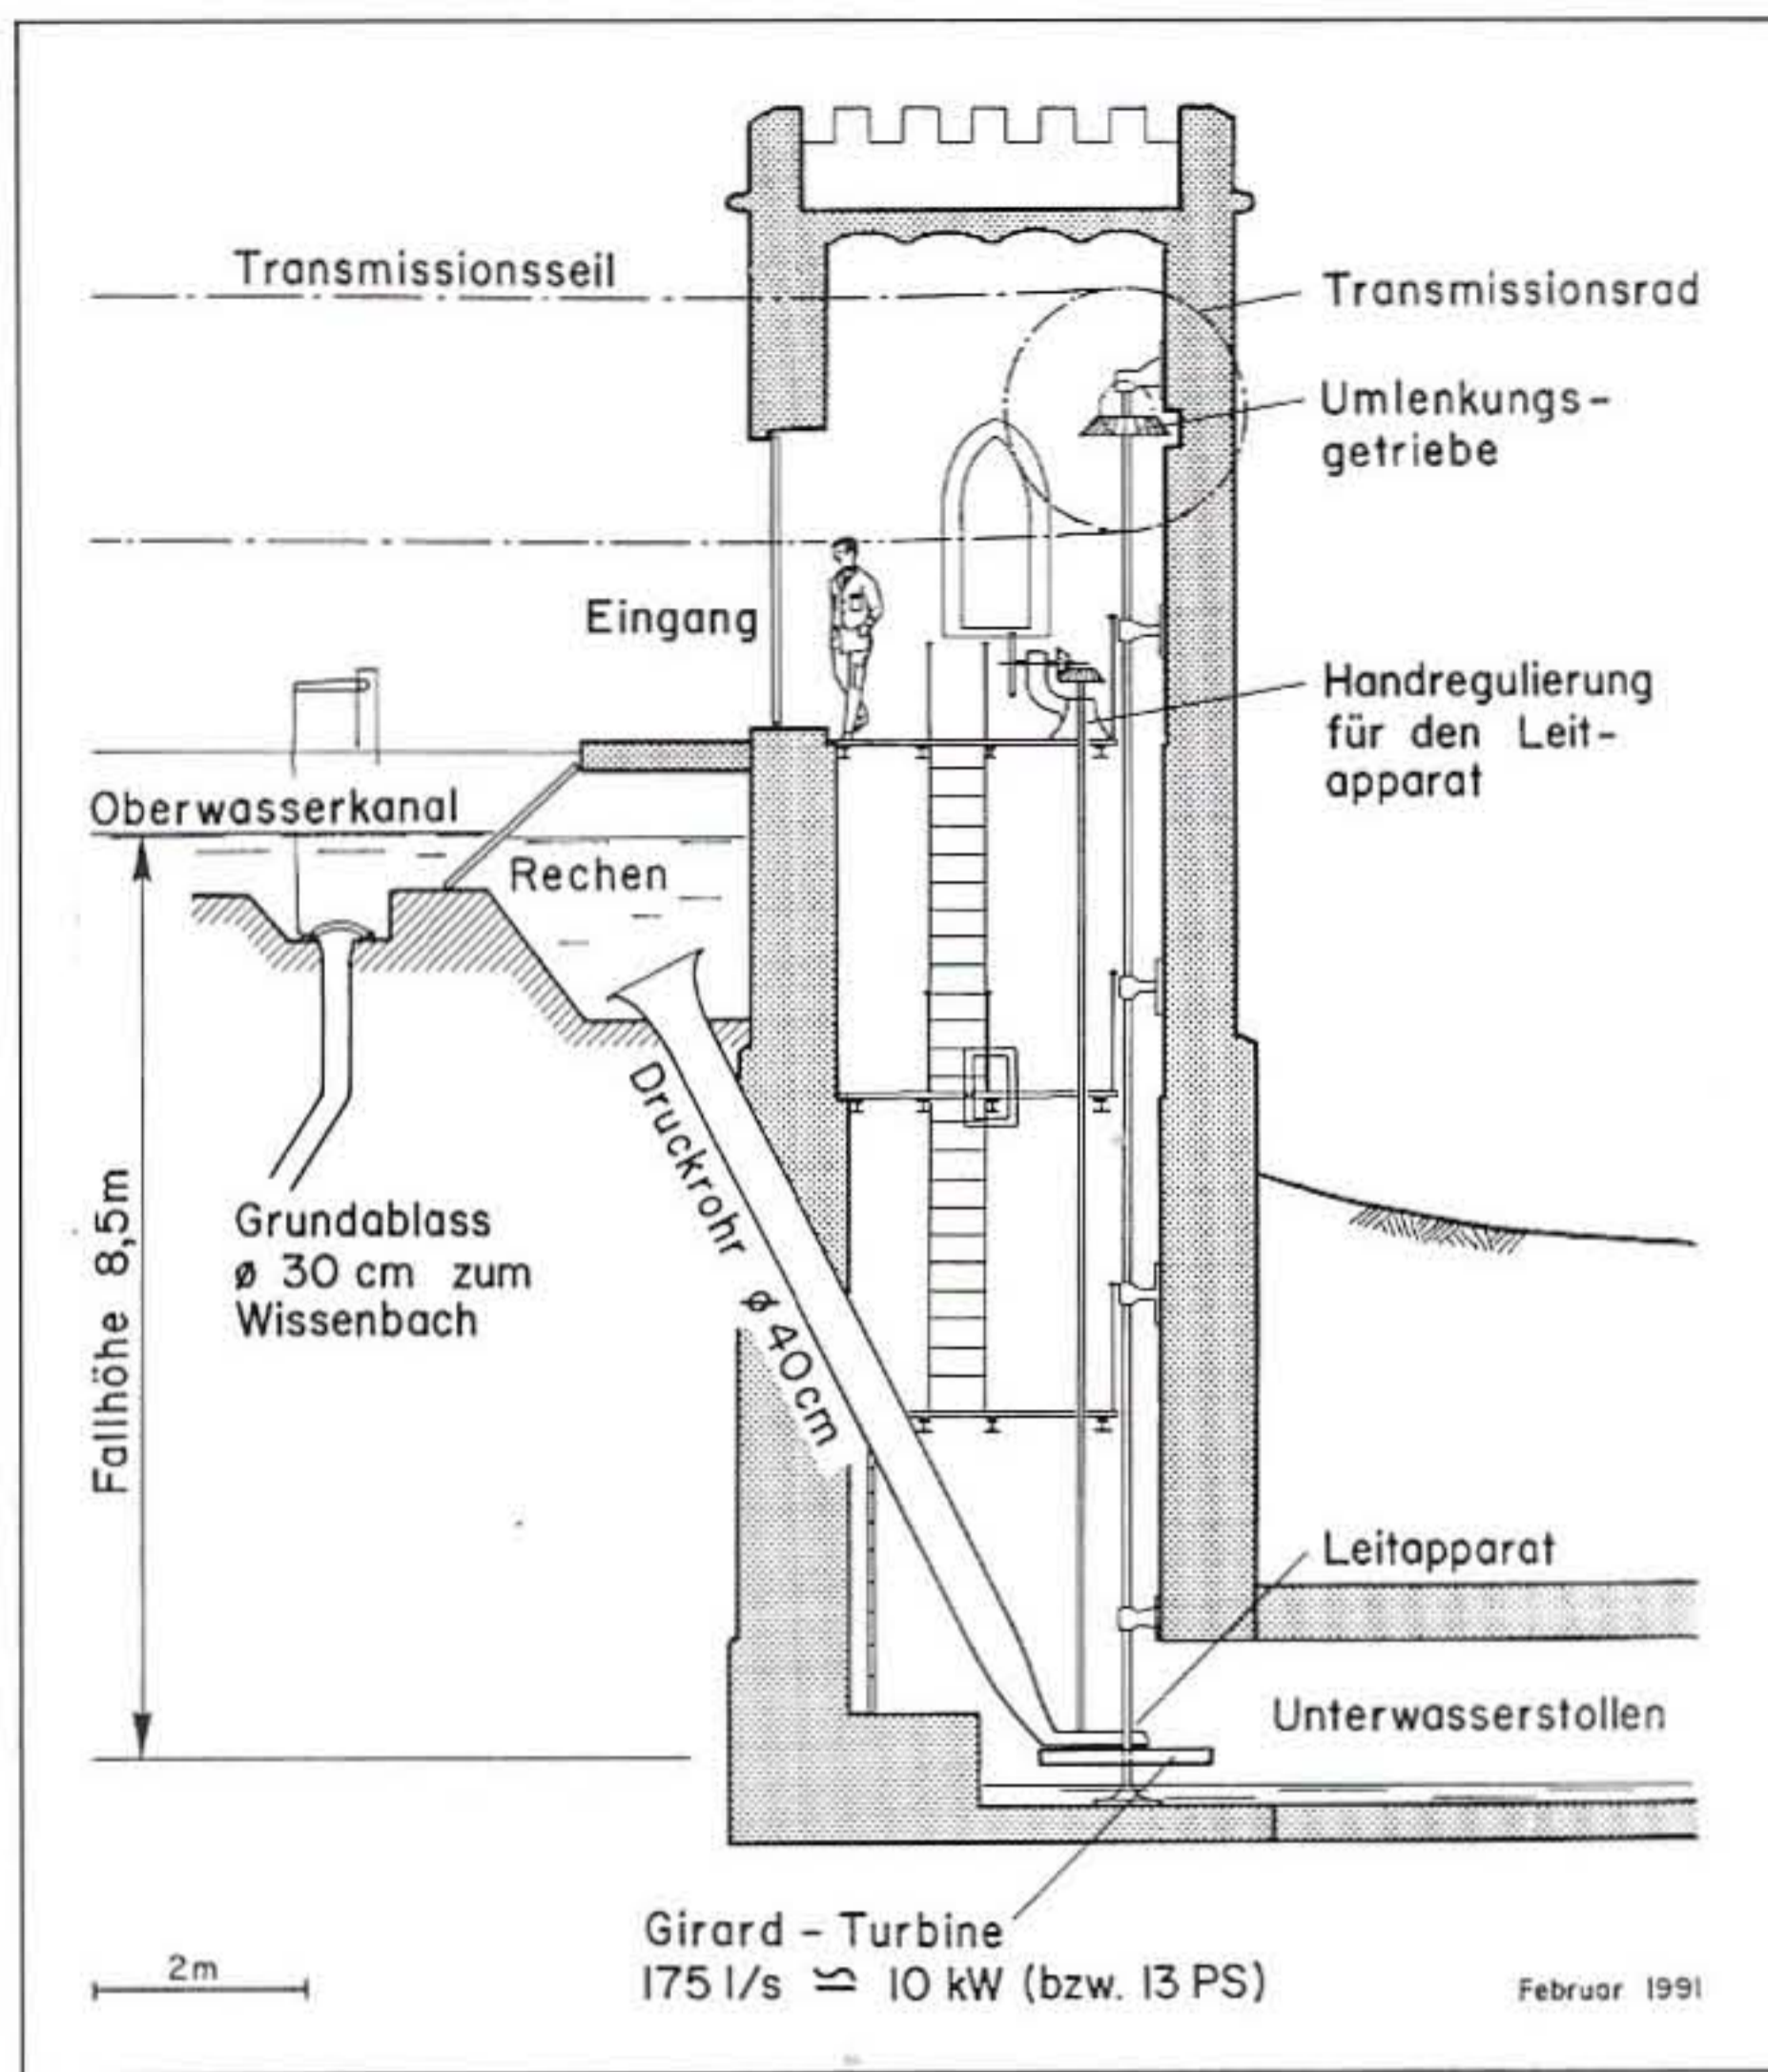 Transmissionsseil
Transmissionsrad
Umlenkungs-
getriebe
Eingang
Handregulierung
für den Leit-
apparat
Oberwasserkanal
Rechen
Druckrohr ø 40cm
Fallhöhe 8,5m
Grundablass
ø 30 cm zum
Wissenbach
Leitapparat
Unterwasserstollen
Girard - Turbine
175 l/s ≌ 10 kW (bzw. 13 PS)
2m
Februar 1991